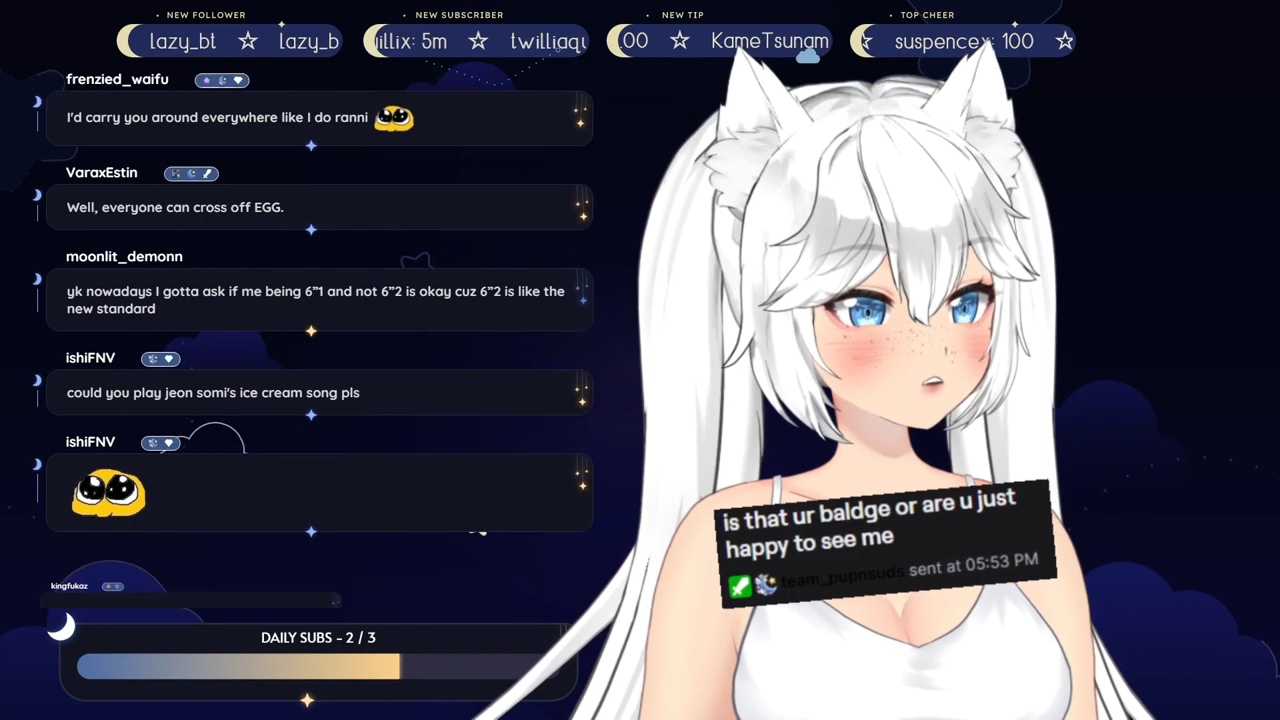 NEW FOLLOWER
NEW SUBSCRIBER
NEW TIP
TOP CHEER
lazy_bt ☆ lazy_b
illix: 5m ☆ twilliaqu
.00 ☆ KameTsunam
☆ suspencex: 100 ☆
frenzied_waifu
I'd carry you around everywhere like I do ranni
VaraxEstin
Well, everyone can cross off EGG.
moonlit_demonn
yk nowadays I gotta ask if me being 6”1 and not 6”2 is okay cuz 6”2 is like the
new standard
ishiFNV
could you play jeon somi's ice cream song pls
ishiFNV
is that ur baldge or are u just
happy to see me
team_pupnsuds sent at 05:53 PM
kingfukaz
DAILY SUBS - 2 / 3